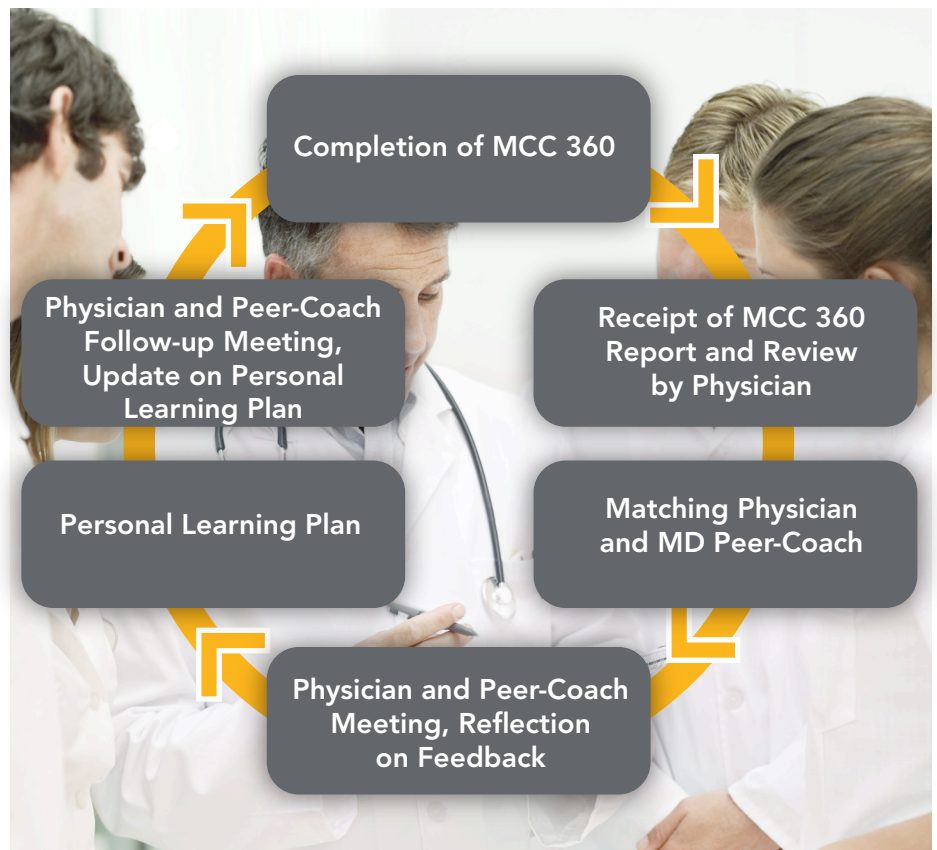 Completion of MCC 360
Receipt of MCC 360
Report and Review
by Physician
Matching Physician
and MD Peer-Coach
Physician and Peer-Coach
Meeting, Reflection
on Feedback
Personal Learning Plan
Physician and Peer-Coach
Follow-up Meeting,
Update on Personal
Learning Plan